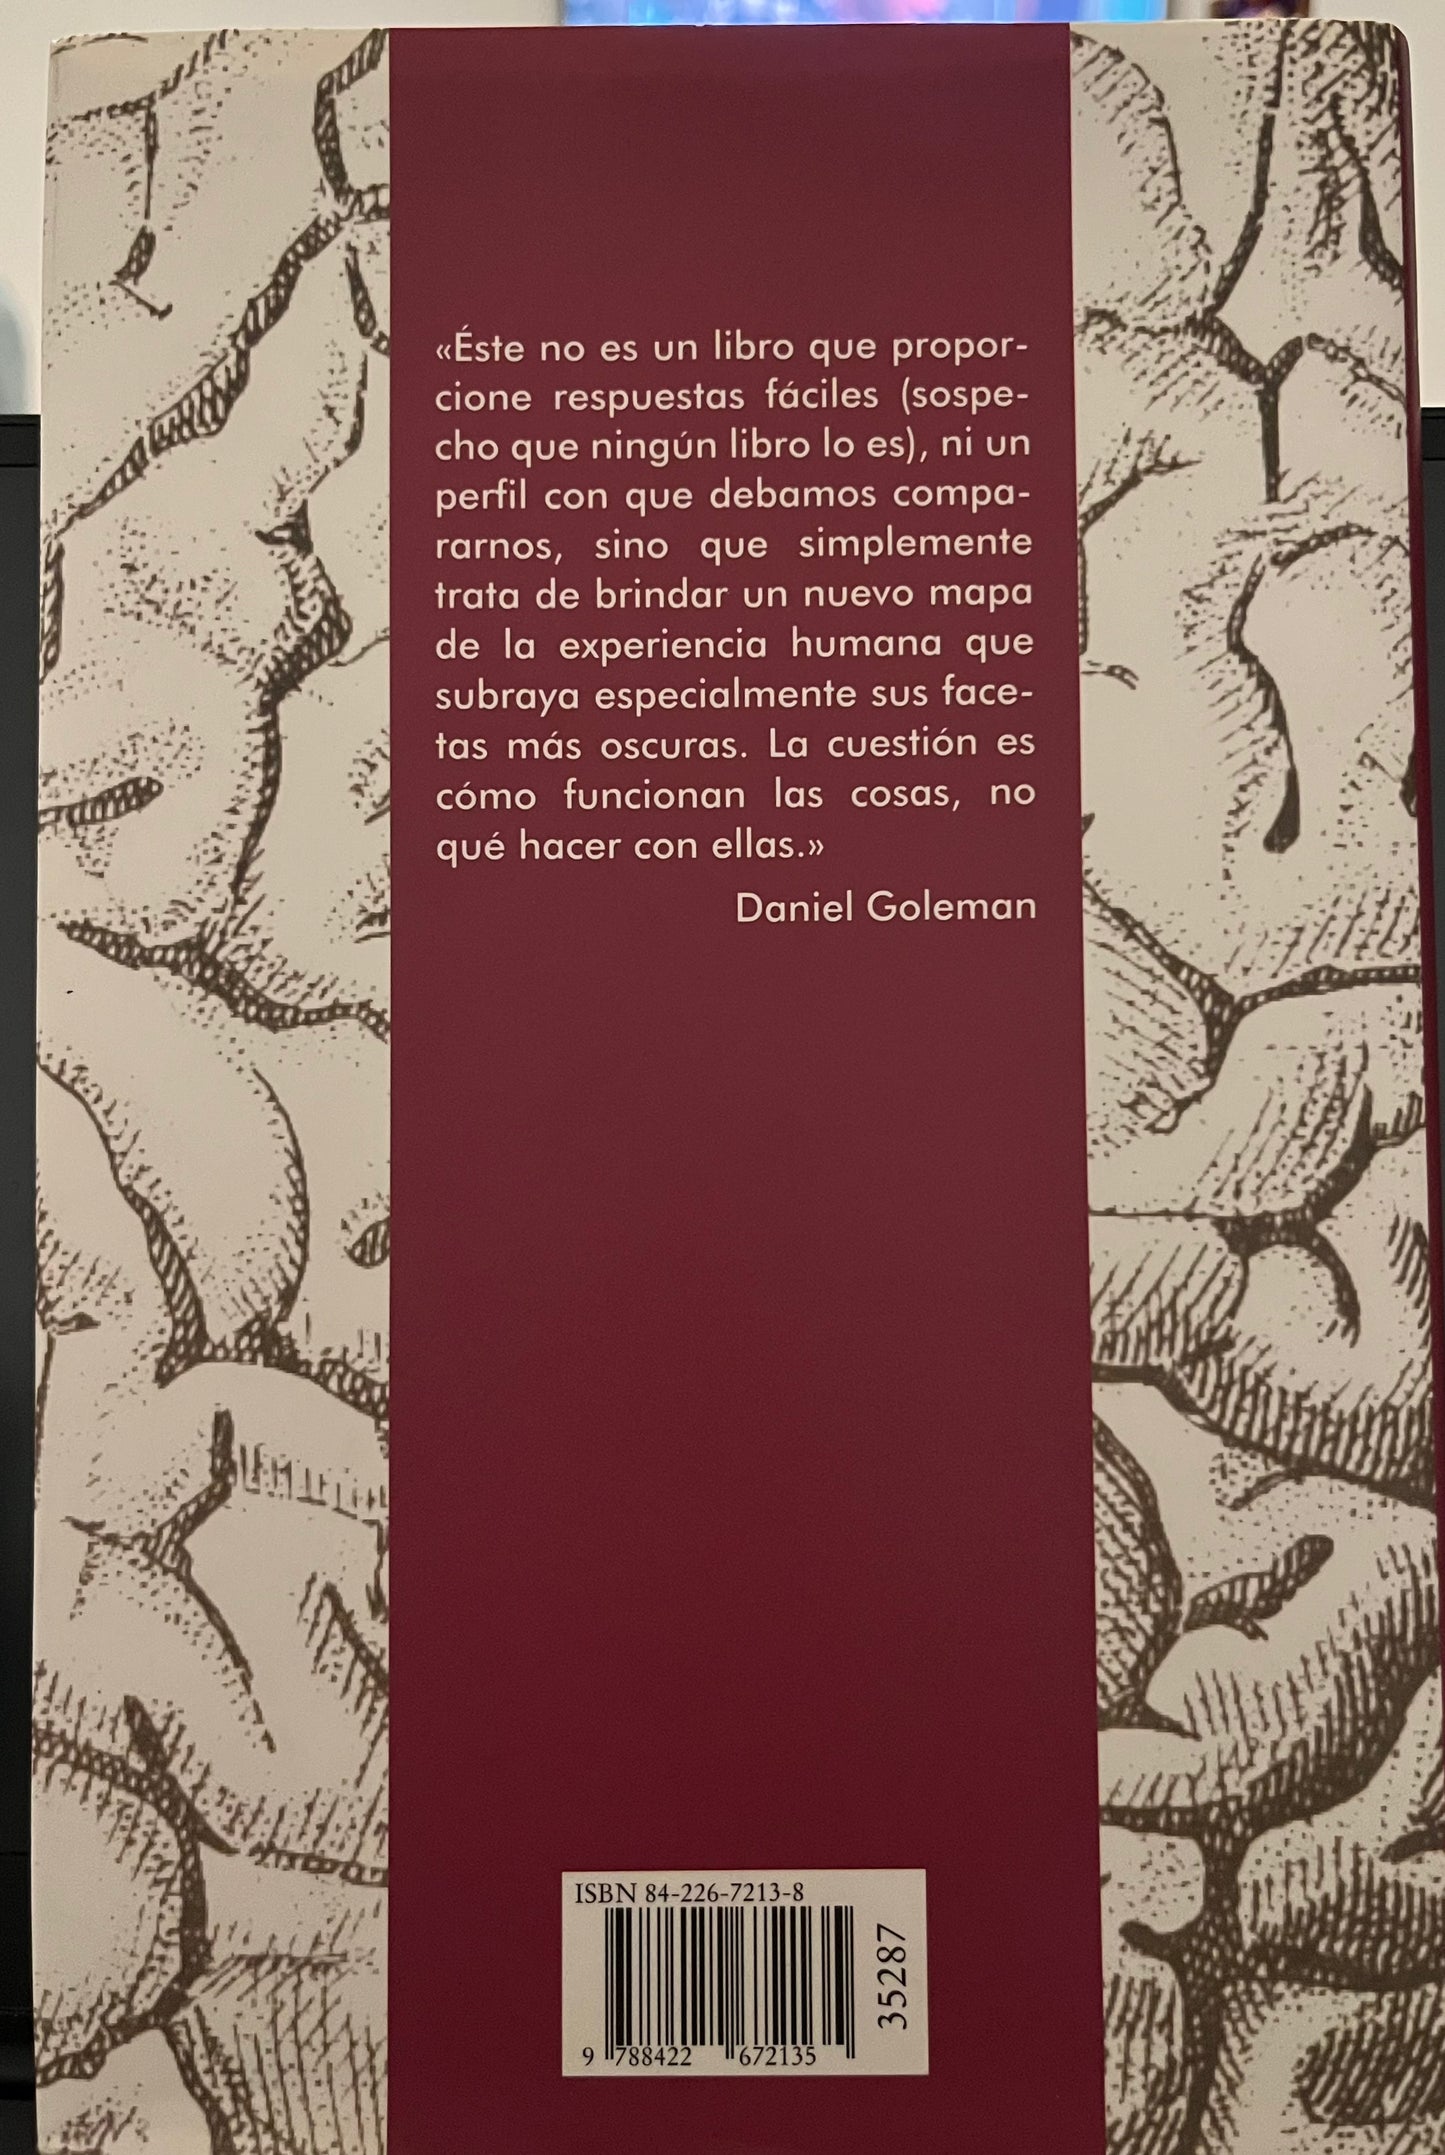 «Éste no es un libro que propor-
cione respuestas fáciles (sospe-
cho que ningún libro lo es), ni un
perfil con que debamos compa-
rarnos, sino que simplemente
trata de brindar un nuevo mapa
de la experiencia humana que
subraya especialmente sus face-
tas más oscuras. La cuestión es
cómo funcionan las cosas, no
qué hacer con ellas.»
Daniel Goleman
ISBN 84-226-7213-8
35287
9 788422 672135